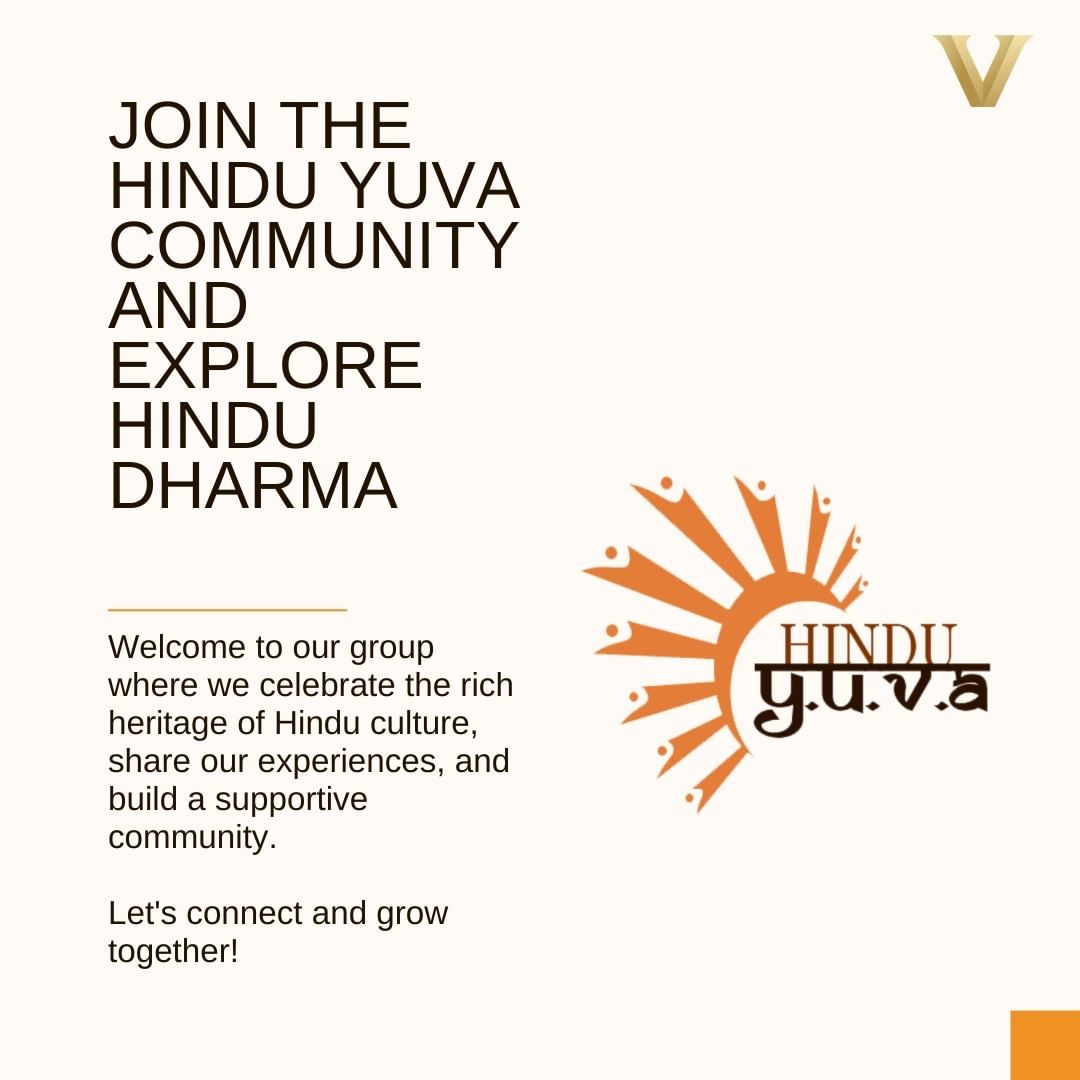 V
JOIN THE
HINDU YUVA
COMMUNITY
AND
EXPLORE
HINDU
DHARMA
Welcome to our group
where we celebrate the rich
heritage of Hindu culture,
share our experiences, and
build a supportive
community.
Let's connect and grow
together!
HINDU
y.u.v.a